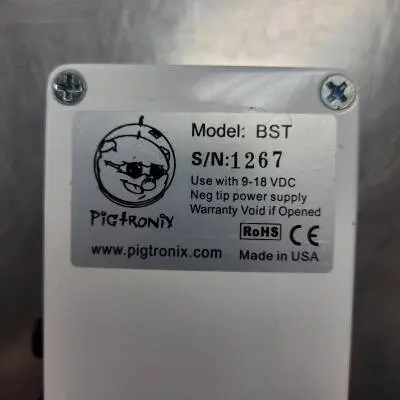 Model: BST
S/N:1267
Use with 9-18 VDC
Neg tip power supply
Warranty Void if Opened
PIGTRONIX
RoHS CE
www.pigtronix.com Made in USA